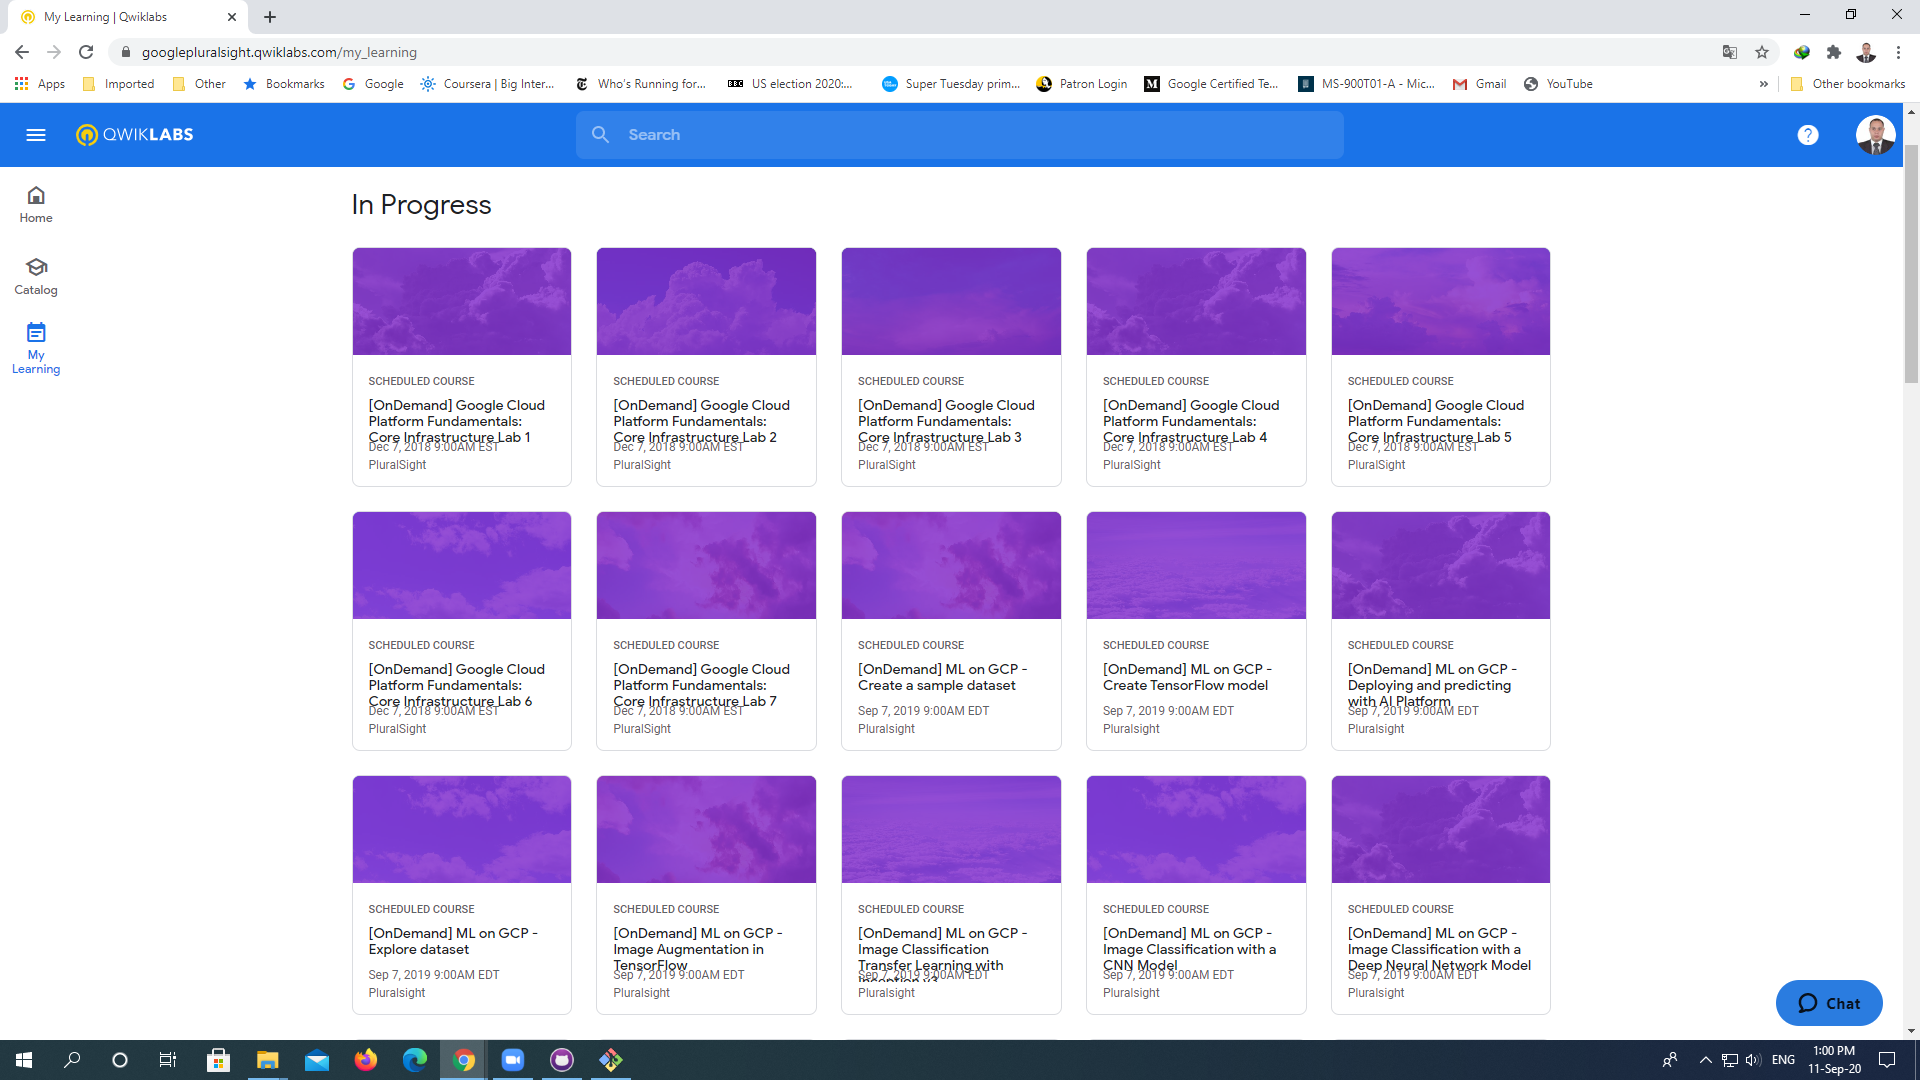 My Learning | Qwiklabs
googlepluralsight.qwiklabs.com/my_learning
Apps Imported Other Bookmarks Google Coursera | Big Inter... Who's Running for... BBC US election 2020:... Super Tuesday prim... Patron Login Google Certified Te... MS-900T01-A - Mic... Gmail YouTube » Other bookmarks
QWIKLABS Search ?
Home
Catalog
My
Learning
In Progress
SCHEDULED COURSE
[OnDemand] Google Cloud
Platform Fundamentals:
Core Infrastructure Lab 1
Dec 7, 2018 9:00AM EST
PluralSight
SCHEDULED COURSE
[OnDemand] Google Cloud
Platform Fundamentals:
Core Infrastructure Lab 2
Dec 7, 2018 9:00AM EST
PluralSight
SCHEDULED COURSE
[OnDemand] Google Cloud
Platform Fundamentals:
Core Infrastructure Lab 3
Dec 7, 2018 9:00AM EST
PluralSight
SCHEDULED COURSE
[OnDemand] Google Cloud
Platform Fundamentals:
Core Infrastructure Lab 4
Dec 7, 2018 9:00AM EST
PluralSight
SCHEDULED COURSE
[OnDemand] Google Cloud
Platform Fundamentals:
Core Infrastructure Lab 5
Dec 7, 2018 9:00AM EST
PluralSight
SCHEDULED COURSE
[OnDemand] Google Cloud
Platform Fundamentals:
Core Infrastructure Lab 6
Dec 7, 2018 9:00AM EST
PluralSight
SCHEDULED COURSE
[OnDemand] Google Cloud
Platform Fundamentals:
Core Infrastructure Lab 7
Dec 7, 2018 9:00AM EST
PluralSight
SCHEDULED COURSE
[OnDemand] ML on GCP -
Create a sample dataset
Sep 7, 2019 9:00AM EDT
Pluralsight
SCHEDULED COURSE
[OnDemand] ML on GCP -
Create TensorFlow model
Sep 7, 2019 9:00AM EDT
Pluralsight
SCHEDULED COURSE
[OnDemand] ML on GCP -
Deploying and predicting
with AI Platform
Sep 7, 2019 9:00AM EDT
Pluralsight
SCHEDULED COURSE
[OnDemand] ML on GCP -
Explore dataset
Sep 7, 2019 9:00AM EDT
Pluralsight
SCHEDULED COURSE
[OnDemand] ML on GCP -
Image Augmentation in
TensorFlow
Sep 7, 2019 9:00AM EDT
Pluralsight
SCHEDULED COURSE
[OnDemand] ML on GCP -
Image Classification
Transfer Learning with
Inception v3
Sep 7, 2019 9:00AM EDT
Pluralsight
SCHEDULED COURSE
[OnDemand] ML on GCP -
Image Classification with a
CNN Model
Sep 7, 2019 9:00AM EDT
Pluralsight
SCHEDULED COURSE
[OnDemand] ML on GCP -
Image Classification with a
Deep Neural Network Model
Sep 7, 2019 9:00AM EDT
Pluralsight
Chat
ENG
1:00 PM
11-Sep-20